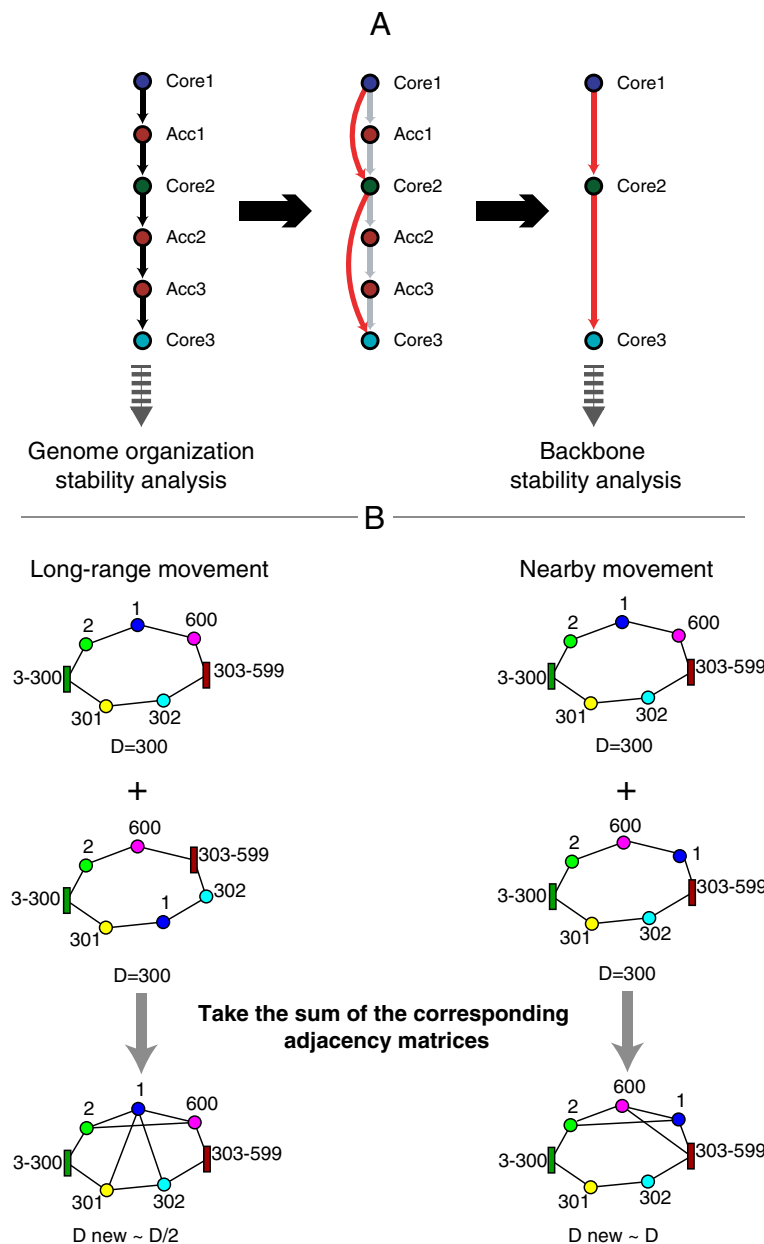 A
Core1
Acc1
Core2
Acc2
Acc3
Core3
Core1
Acc1
Core2
Acc2
Acc3
Core3
Core1
Core2
Core3
Genome organization
stability analysis
Backbone
stability analysis
B
Long-range movement
1
2
600
3-300
303-599
301
302
D=300
+
600
2
303-599
3-300
302
1
301
D=300
Nearby movement
1
2
600
3-300
303-599
301
302
D=300
+
600
2
1
3-300
303-599
301
302
D=300
Take the sum of the corresponding
adjacency matrices
1
2
600
3-300
303-599
301
302
D new ~ D/2
600
2
1
3-300
303-599
301
302
D new ~ D